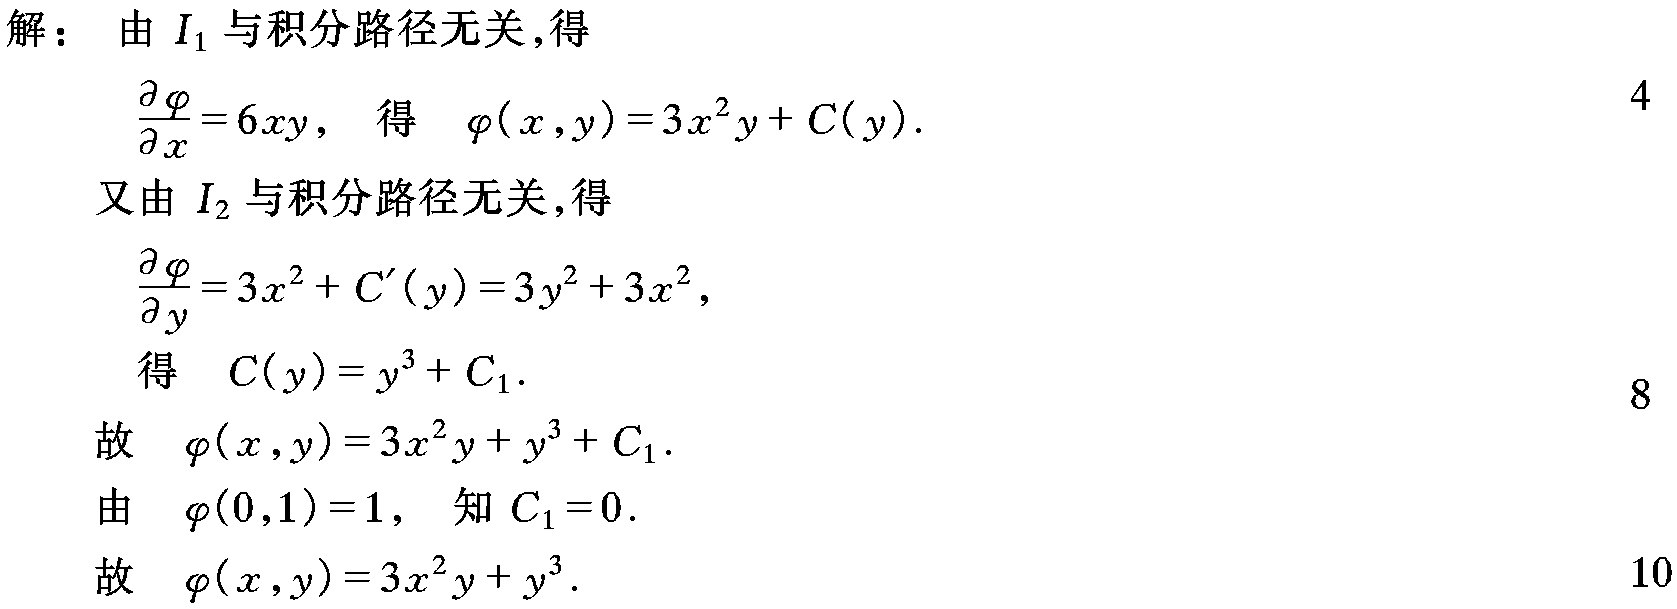 解： 由 I₁ 与积分路径无关,得
∂φ/∂x = 6xy, 得 φ(x,y) = 3x²y + C(y). 4
又由 I₂ 与积分路径无关,得
∂φ/∂y = 3x² + C′(y) = 3y² + 3x²,
得 C(y) = y³ + C₁. 8
故 φ(x,y) = 3x²y + y³ + C₁.
由 φ(0,1) = 1, 知 C₁ = 0.
故 φ(x,y) = 3x²y + y³. 10